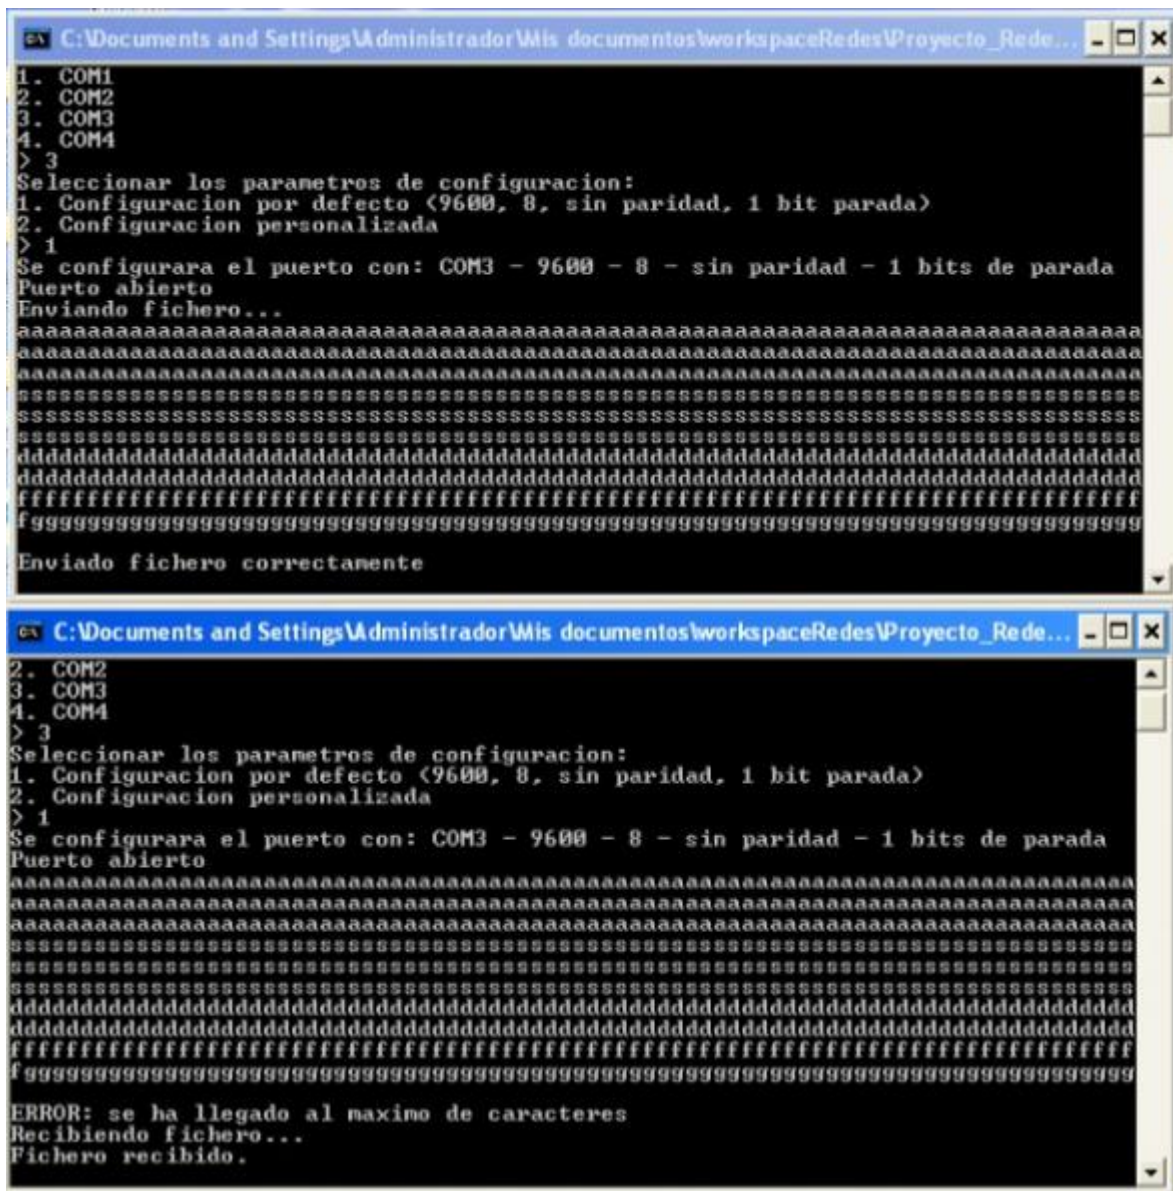 C:\Documents and Settings\Administrador\Mis documentos\workspaceRedes\Proyecto_Rede...
1. COM1
2. COM2
3. COM3
4. COM4
> 3
Seleccionar los parametros de configuracion:
1. Configuracion por defecto (9600, 8, sin paridad, 1 bit parada)
2. Configuracion personalizada
> 1
Se configurara el puerto con: COM3 - 9600 - 8 - sin paridad - 1 bits de parada
Puerto abierto
Enviando fichero...
aaaaaaaaaaaaaaaaaaaaaaaaaaaaaaaaaaaaaaaaaaaaaaaaaaaaaaaaaaaaaaaaaaaaaaaaaaaaaaaa
aaaaaaaaaaaaaaaaaaaaaaaaaaaaaaaaaaaaaaaaaaaaaaaaaaaaaaaaaaaaaaaaaaaaaaaaaaaaaaaa
aaaaaaaaaaaaaaaaaaaaaaaaaaaaaaaaaaaaaaaaaaaaaaaaaaaaaaaaaaaaaaaaaaaaaaaaaaaaaaaa
ssssssssssssssssssssssssssssssssssssssssssssssssssssssssssssssssssssssssssssssss
ssssssssssssssssssssssssssssssssssssssssssssssssssssssssssssssssssssssssssssssss
ssssssssssssssssssssssssssssssssssssssssssssssssssssssssssssssssssssssssssssssss
dddddddddddddddddddddddddddddddddddddddddddddddddddddddddddddddddddddddddddddddd
dddddddddddddddddddddddddddddddddddddddddddddddddddddddddddddddddddddddddddddddd
ffffffffffffffffffffffffffffffffffffffffffffffffffffffffffffffffffffffffffffffff
fggggggggggggggggggggggggggggggggggggggggggggggggggggggggggggggggggggggggggggggg
Enviado fichero correctamente
C:\Documents and Settings\Administrador\Mis documentos\workspaceRedes\Proyecto_Rede...
2. COM2
3. COM3
4. COM4
> 3
Seleccionar los parametros de configuracion:
1. Configuracion por defecto (9600, 8, sin paridad, 1 bit parada)
2. Configuracion personalizada
> 1
Se configurara el puerto con: COM3 - 9600 - 8 - sin paridad - 1 bits de parada
Puerto abierto
aaaaaaaaaaaaaaaaaaaaaaaaaaaaaaaaaaaaaaaaaaaaaaaaaaaaaaaaaaaaaaaaaaaaaaaaaaaaaaaa
aaaaaaaaaaaaaaaaaaaaaaaaaaaaaaaaaaaaaaaaaaaaaaaaaaaaaaaaaaaaaaaaaaaaaaaaaaaaaaaa
aaaaaaaaaaaaaaaaaaaaaaaaaaaaaaaaaaaaaaaaaaaaaaaaaaaaaaaaaaaaaaaaaaaaaaaaaaaaaaaa
ssssssssssssssssssssssssssssssssssssssssssssssssssssssssssssssssssssssssssssssss
ssssssssssssssssssssssssssssssssssssssssssssssssssssssssssssssssssssssssssssssss
ssssssssssssssssssssssssssssssssssssssssssssssssssssssssssssssssssssssssssssssss
dddddddddddddddddddddddddddddddddddddddddddddddddddddddddddddddddddddddddddddddd
dddddddddddddddddddddddddddddddddddddddddddddddddddddddddddddddddddddddddddddddd
ffffffffffffffffffffffffffffffffffffffffffffffffffffffffffffffffffffffffffffffff
fggggggggggggggggggggggggggggggggggggggggggggggggggggggggggggggggggggggggggggggg
ERROR: se ha llegado al maximo de caracteres
Recibiendo fichero...
Fichero recibido.